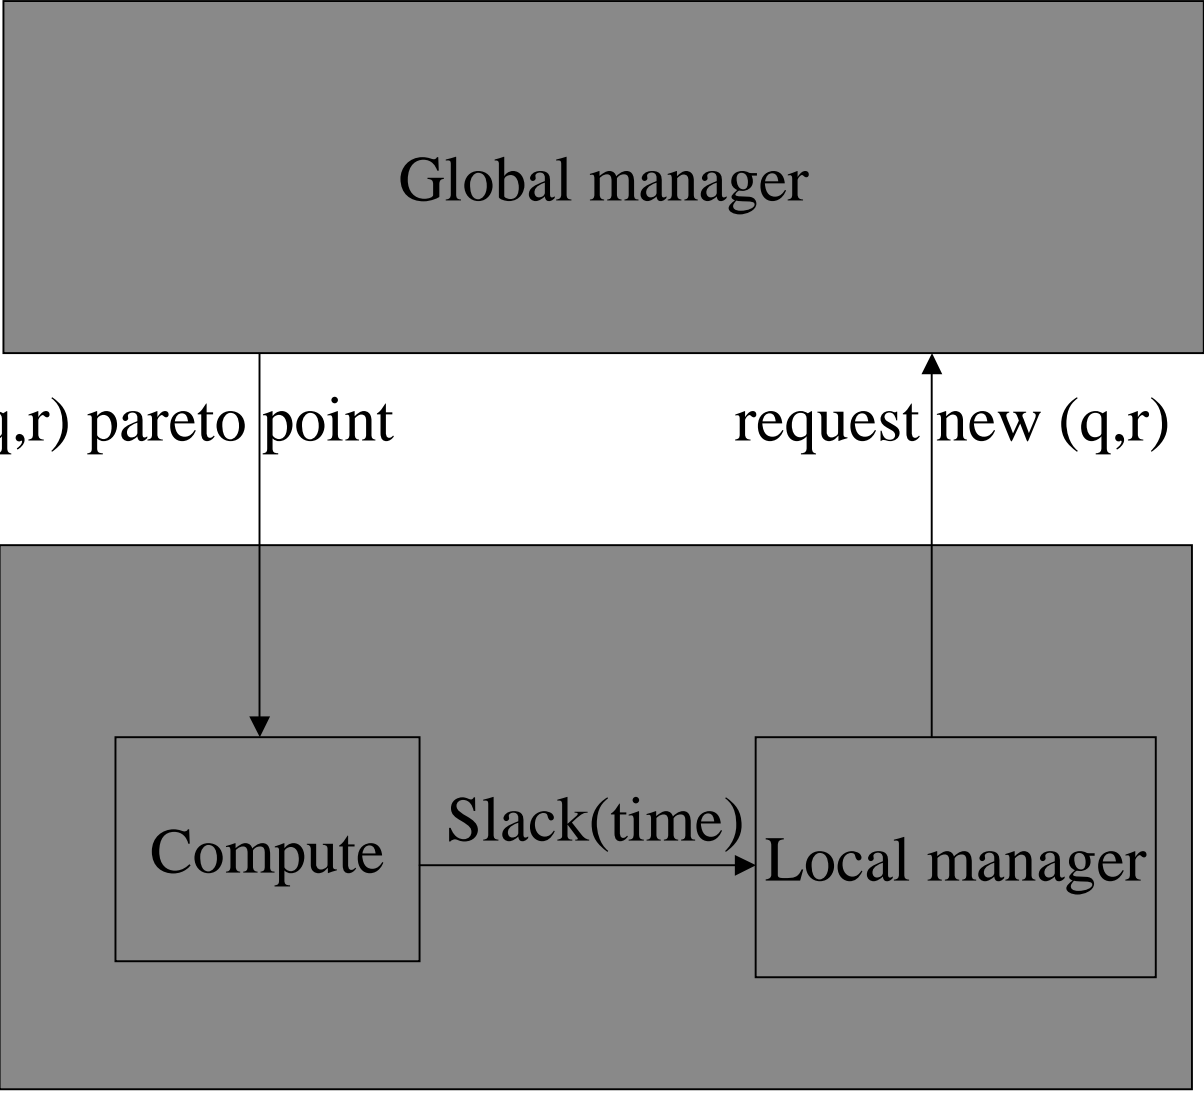 Global manager
q,r) pareto point
request new (q,r)
Slack(time)
Compute
Local manager